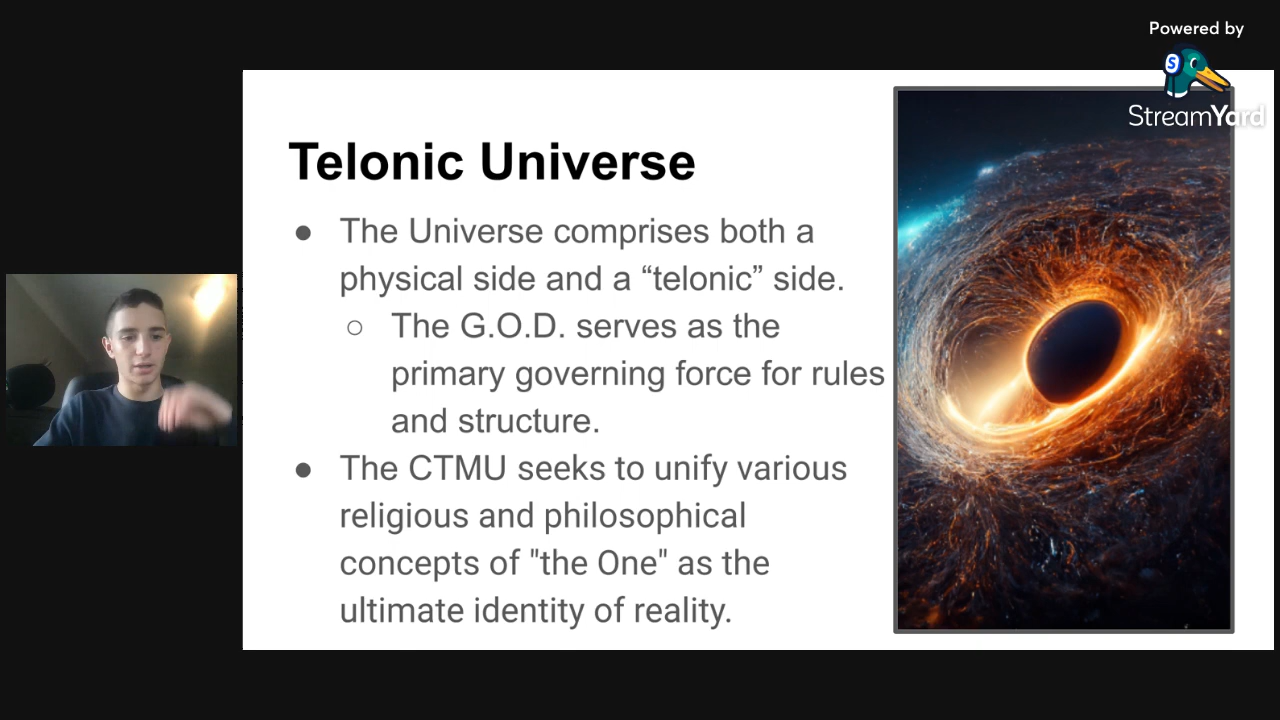 Powered by
S
StreamYard
Telonic Universe
● The Universe comprises both a
physical side and a “telonic” side.
○ The G.O.D. serves as the
primary governing force for rules
and structure.
● The CTMU seeks to unify various
religious and philosophical
concepts of "the One" as the
ultimate identity of reality.